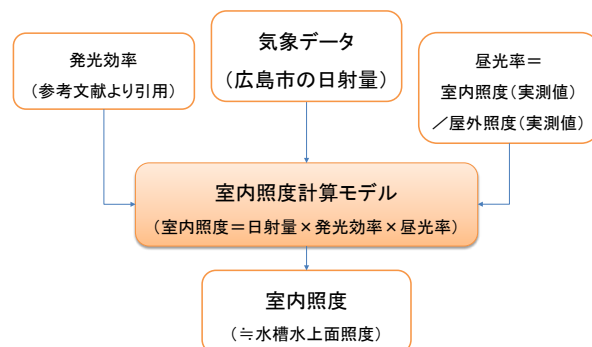 発光効率
(参考文献より引用)
気象データ
(広島市の日射量)
昼光率=
室内照度(実測値)
/屋外照度(実測値)
室内照度計算モデル
(室内照度=日射量×発光効率×昼光率)
室内照度
(≒水槽水上面照度)